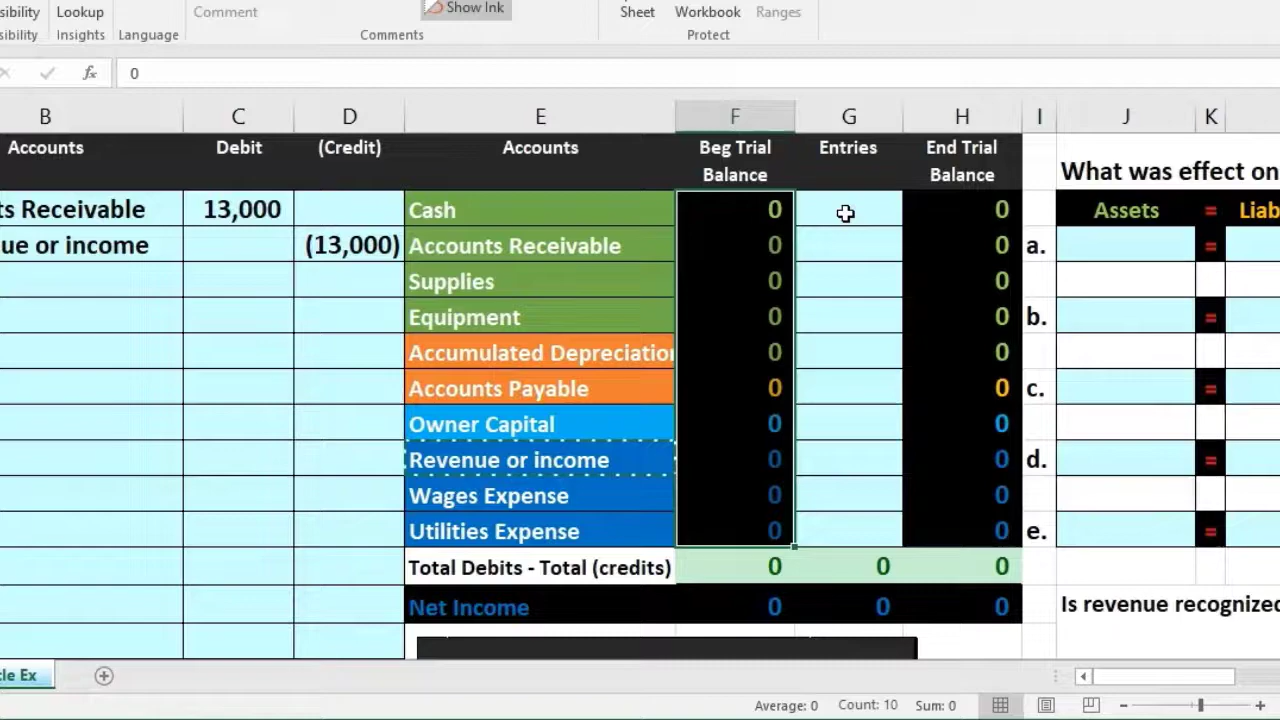 sibility Lookup Comment Show Ink Sheet Workbook Ranges
Insights
sibility Language Comments Protect
fx 0
B C D E F G H I J K
Accounts Debit (Credit) Accounts Beg Trial Balance Entries End Trial Balance
What was effect on
ts Receivable 13,000 Cash 0 0 Assets = Liab
ue or income (13,000) Accounts Receivable 0 0 a. =
Supplies 0 0
Equipment 0 0 b. =
Accumulated Depreciation 0 0
Accounts Payable 0 0 c. =
Owner Capital 0 0
Revenue or income 0 0 d. =
Wages Expense 0 0
Utilities Expense 0 0 e. =
Total Debits - Total (credits) 0 0 0
Net Income 0 0 0
Is revenue recognized
cle Ex
Average: 0 Count: 10 Sum: 0